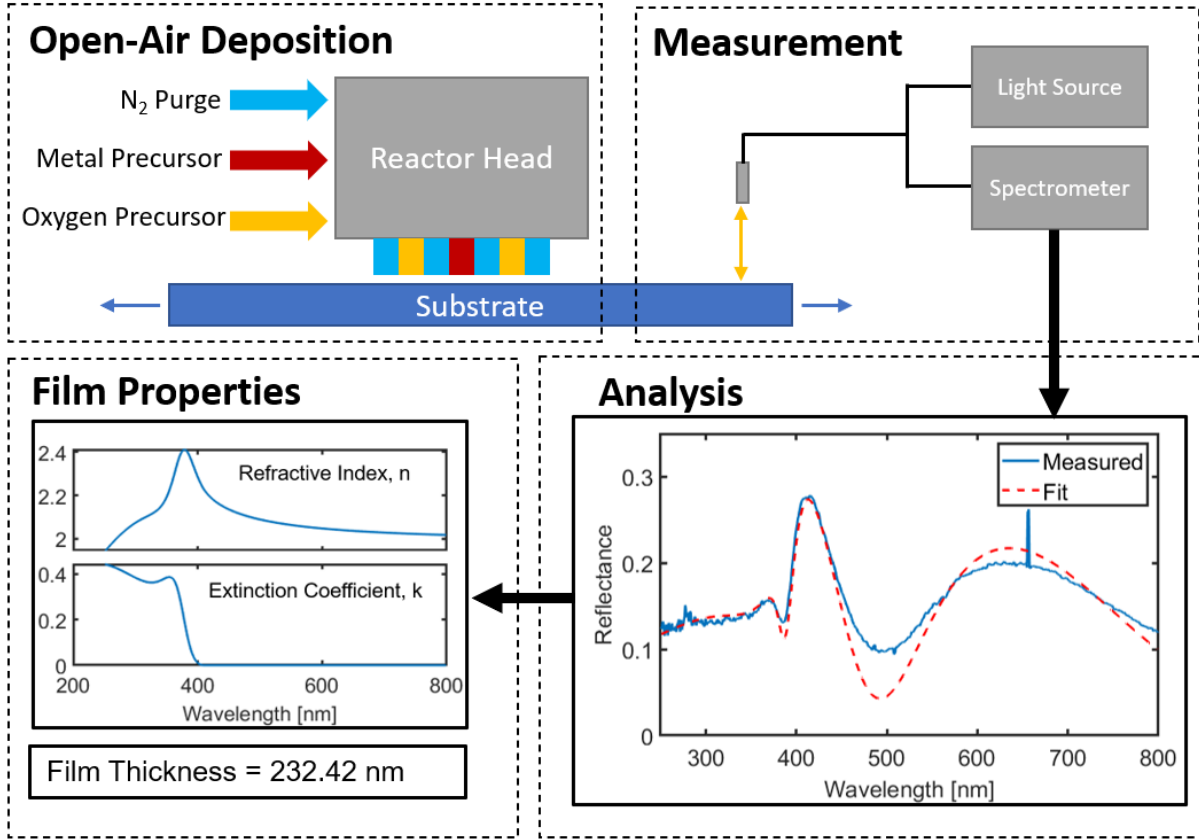 Open-Air Deposition
N₂ Purge
Metal Precursor
Oxygen Precursor
Reactor Head
Substrate
Measurement
Light Source
Spectrometer
Film Properties
2.4
2.2
2
Refractive Index, n
0.4
0.2
0
Extinction Coefficient, k
200 400 600 800
Wavelength [nm]
Film Thickness = 232.42 nm
Analysis
Reflectance
0.3
0.2
0.1
0
Measured
Fit
300 400 500 600 700 800
Wavelength [nm]